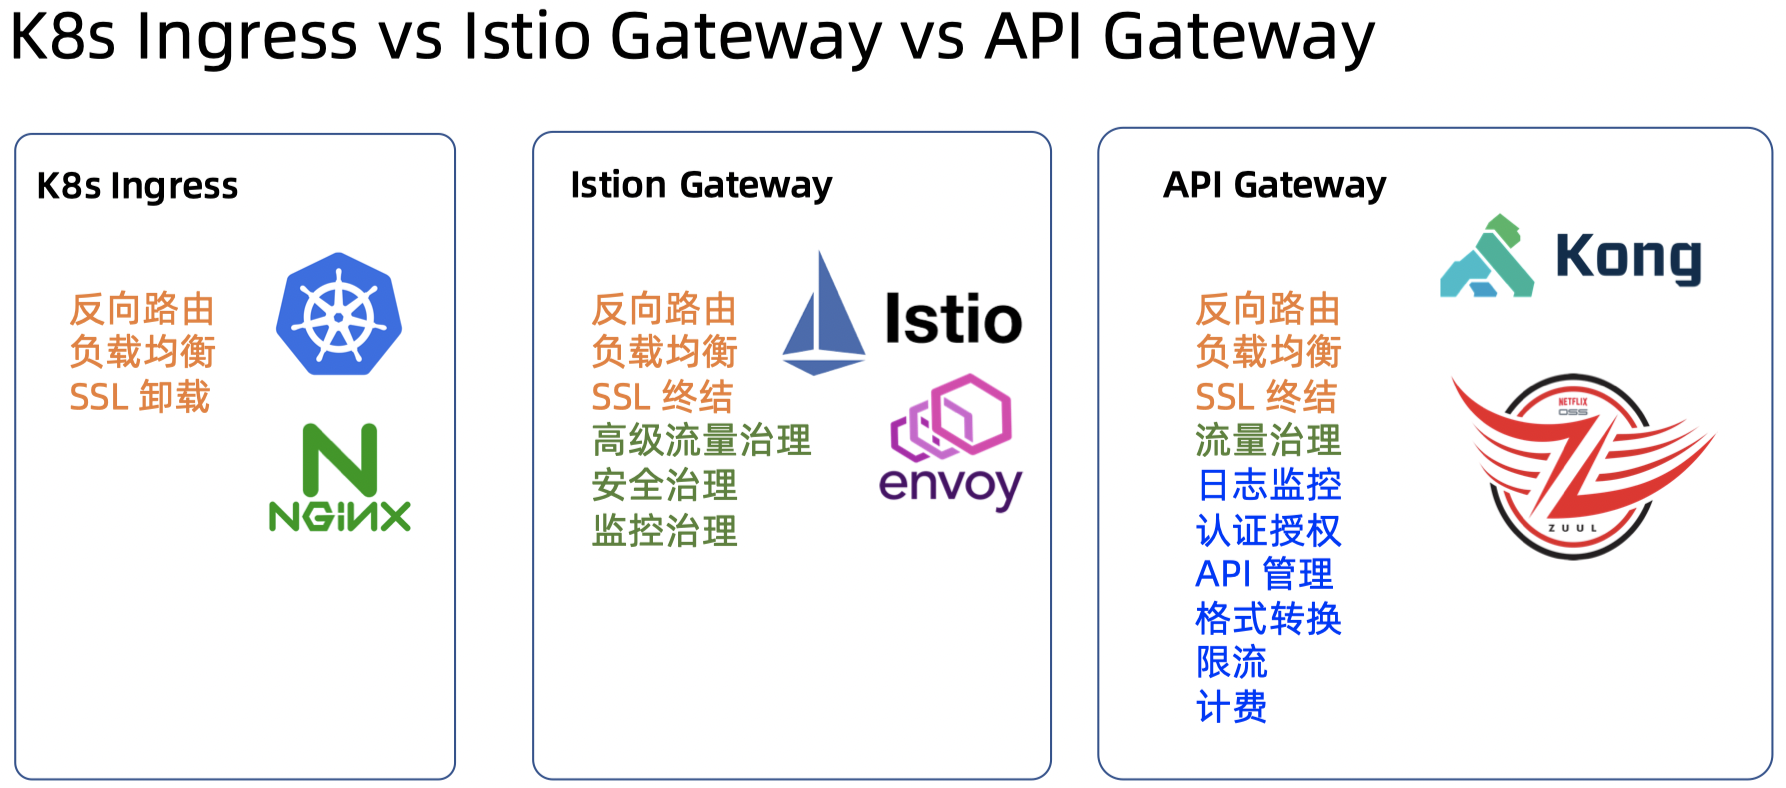 K8s Ingress vs Istio Gateway vs API Gateway
K8s Ingress
反向路由
负载均衡
SSL 卸载
NGiNX
Istion Gateway
反向路由
负载均衡
SSL 终结
高级流量治理
安全治理
监控治理
Istio
envoy
API Gateway
反向路由
负载均衡
SSL 终结
流量治理
日志监控
认证授权
API 管理
格式转换
限流
计费
Kong
NETFLIX
OSS
ZUUL